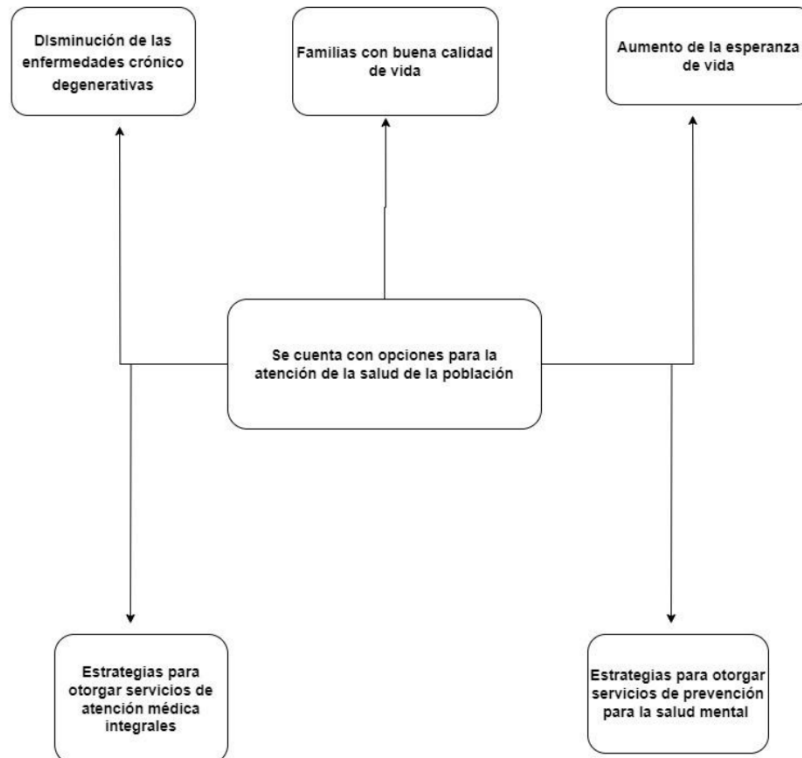 Disminución de las
enfermedades crónico
degenerativas
Familias con buena calidad
de vida
Aumento de la esperanza
de vida
Se cuenta con opciones para la
atención de la salud de la población
Estrategias para
otorgar servicios de
atención médica
integrales
Estrategias para otorgar
servicios de prevención
para la salud mental